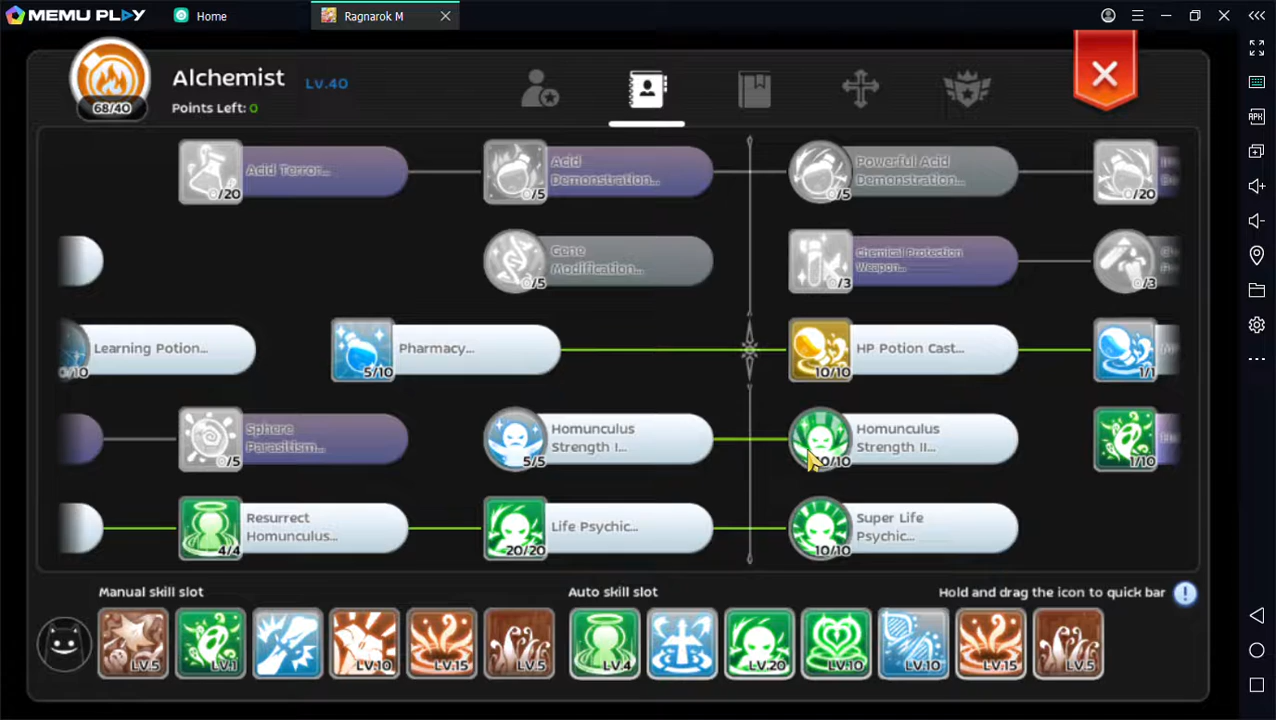 MEMU PLAY
Home
Ragnarok M
Alchemist
Lv.40
68/40
Points Left: 0
Acid Terror...
0/20
Acid
Demonstration...
0/5
Powerful Acid
Demonstration...
0/5
0/20
Gene
Modification...
0/5
Chemical Protection
Weapon...
0/3
0/3
Learning Potion...
Pharmacy...
5/10
HP Potion Cast...
10/10
1/1
Sphere
Parasitism...
0/5
Homunculus
Strength I...
5/5
Homunculus
Strength II...
1/10
Resurrect
Homunculus...
4/4
Life Psychic...
20/20
Super Life
Psychic...
10/10
Manual skill slot
Auto skill slot
Hold and drag the icon to quick bar
LV.5
LV.1
LV.10
LV.15
LV.5
LV.4
LV.20
LV.10
LV.10
LV.15
LV.5
APK